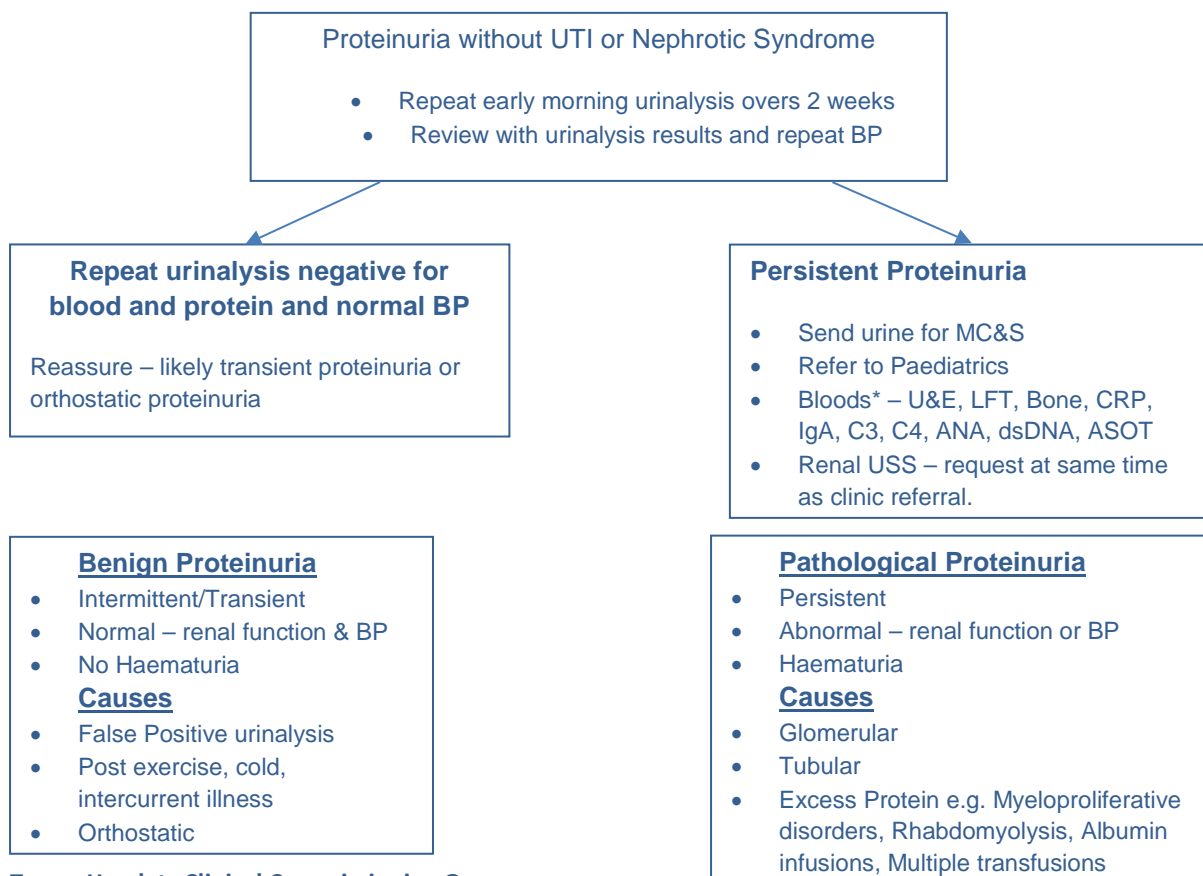 Proteinuria without UTI or Nephrotic Syndrome
• Repeat early morning urinalysis overs 2 weeks
• Review with urinalysis results and repeat BP
Repeat urinalysis negative for
blood and protein and normal BP
Reassure – likely transient proteinuria or
orthostatic proteinuria
Persistent Proteinuria
• Send urine for MC&S
• Refer to Paediatrics
• Bloods* – U&E, LFT, Bone, CRP,
IgA, C3, C4, ANA, dsDNA, ASOT
• Renal USS – request at same time
as clinic referral.
Benign Proteinuria
• Intermittent/Transient
• Normal – renal function & BP
• No Haematuria
Causes
• False Positive urinalysis
• Post exercise, cold,
intercurrent illness
• Orthostatic
Pathological Proteinuria
• Persistent
• Abnormal – renal function or BP
• Haematuria
Causes
• Glomerular
• Tubular
• Excess Protein e.g. Myeloproliferative
disorders, Rhabdomyolysis, Albumin
infusions, Multiple transfusions